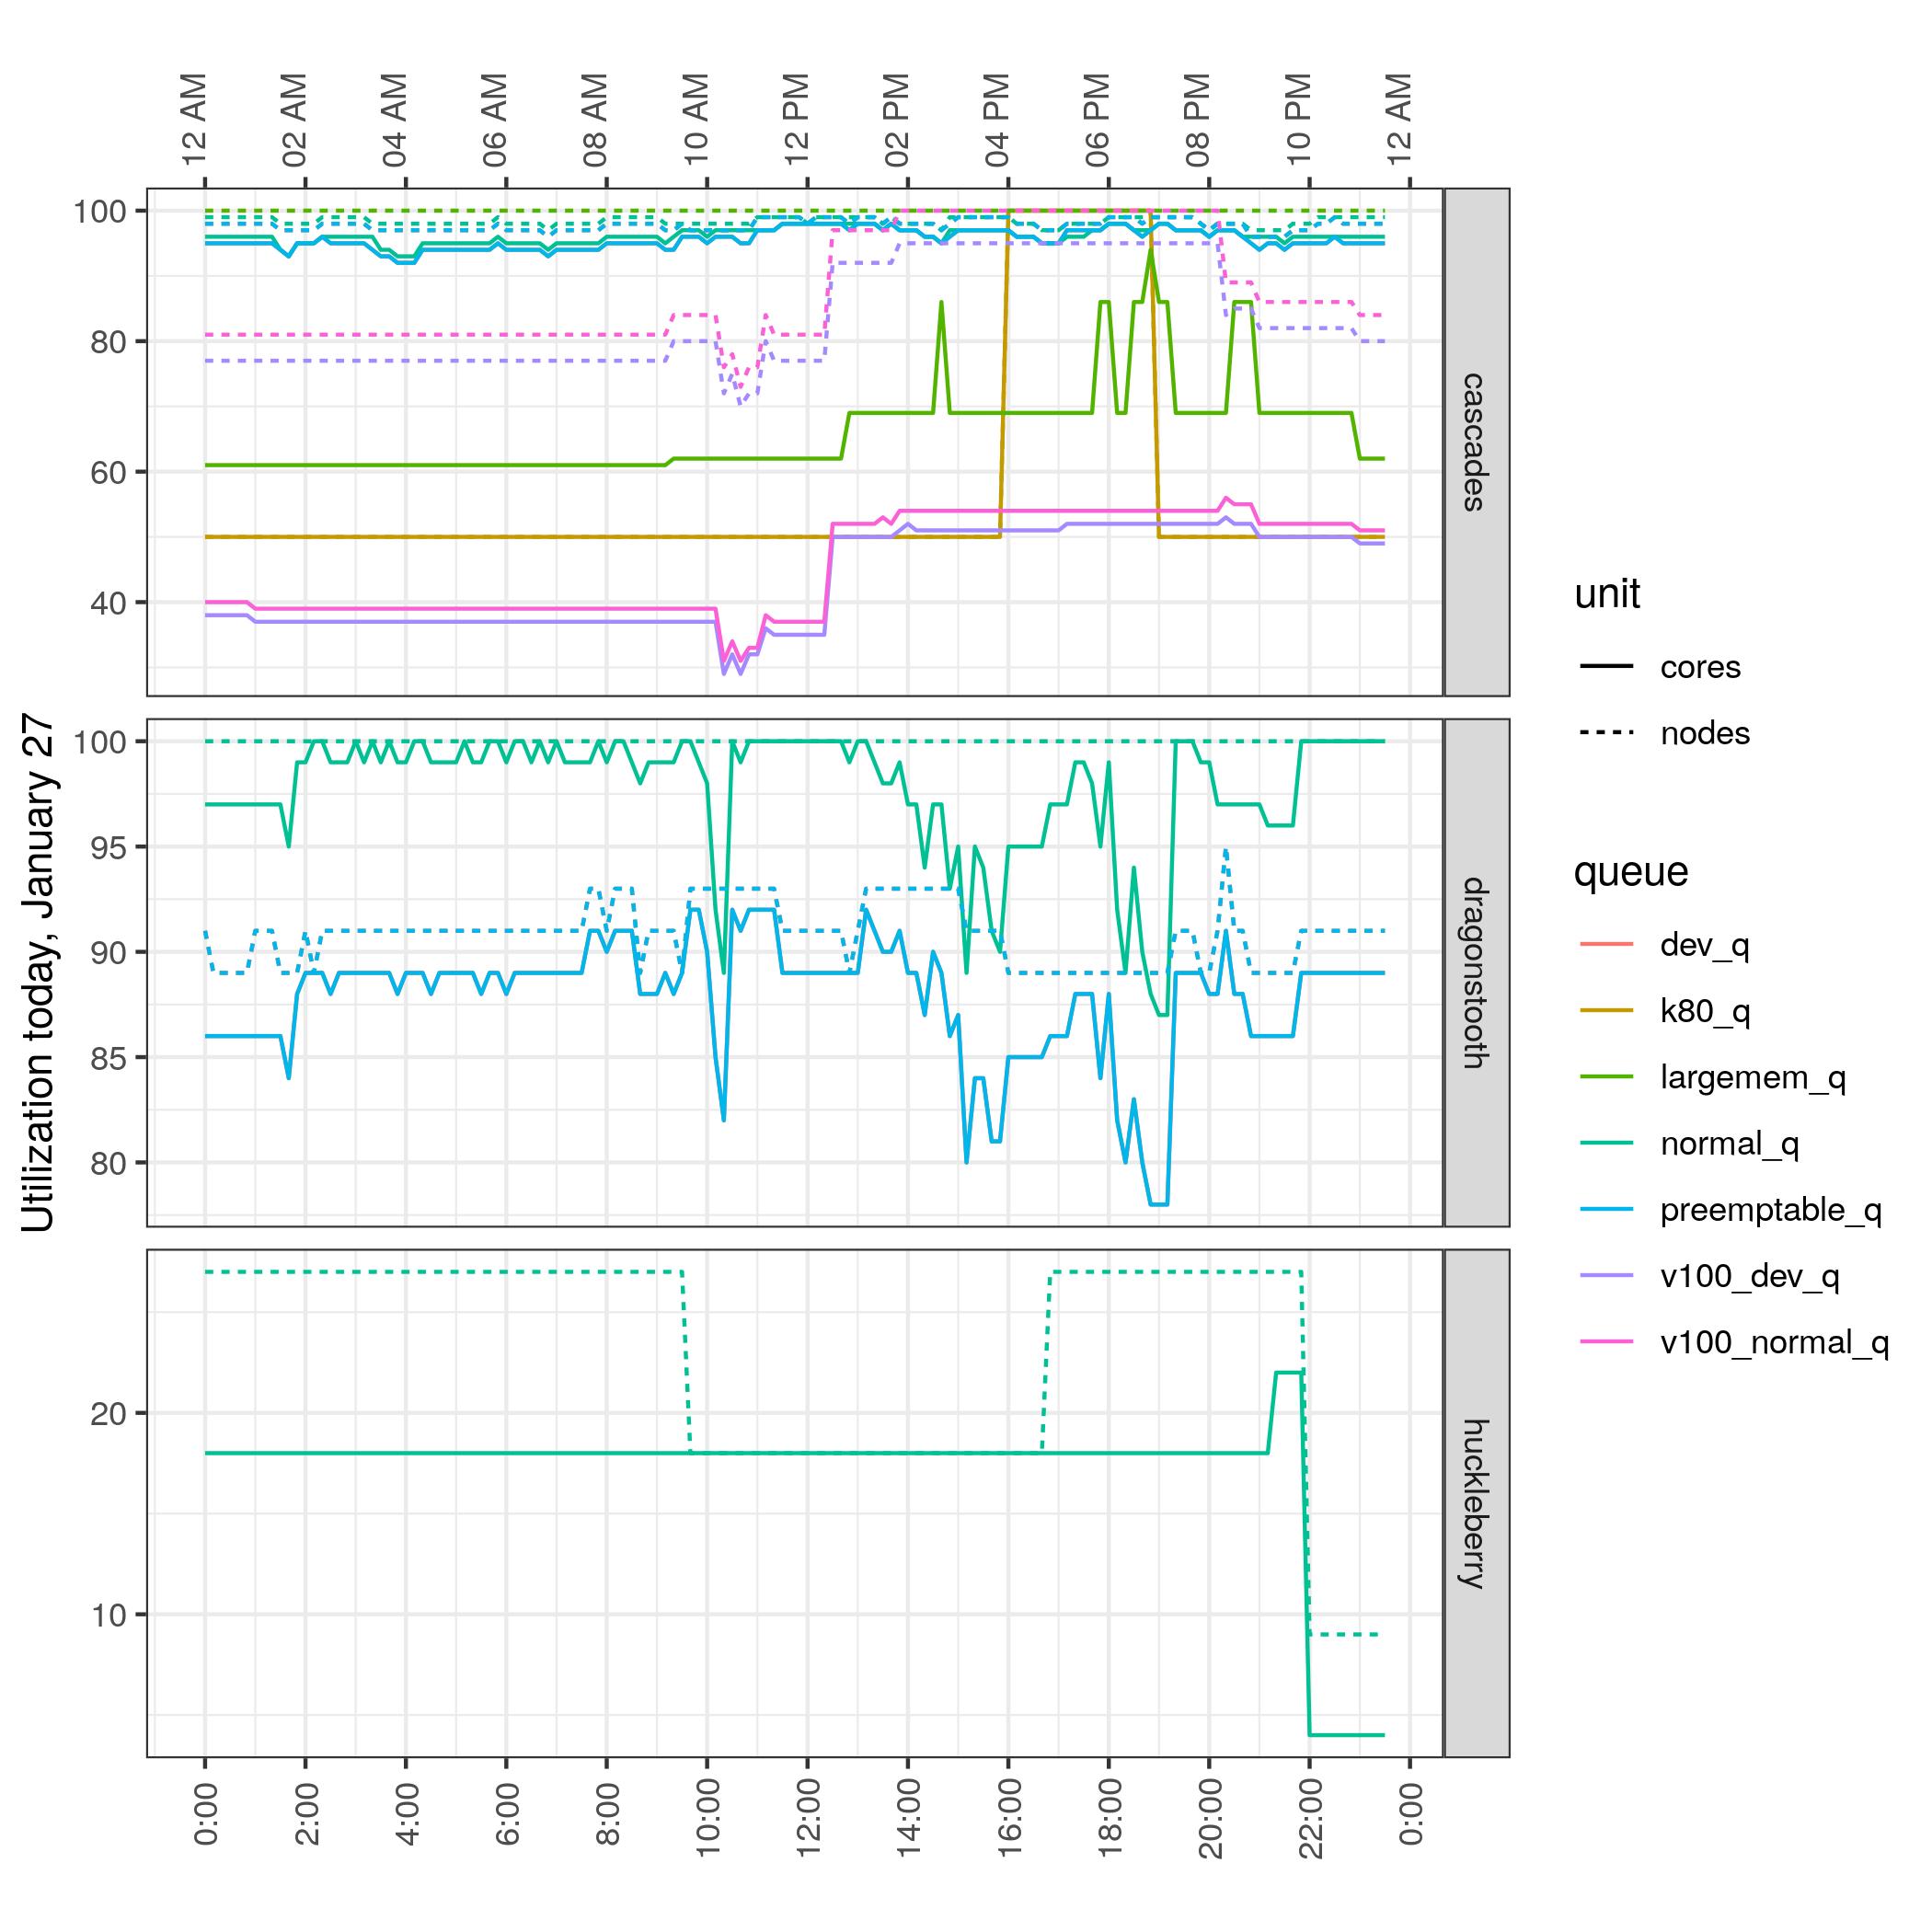 12 AM
02 AM
04 AM
06 AM
08 AM
10 AM
12 PM
02 PM
04 PM
06 PM
08 PM
10 PM
12 AM
Utilization today, January 27
100
80
60
40
cascades
100
95
90
85
80
dragonstooth
20
10
huckleberry
0:00
2:00
4:00
6:00
8:00
10:00
12:00
14:00
16:00
18:00
20:00
22:00
0:00
unit
cores
nodes
queue
dev_q
k80_q
largemem_q
normal_q
preemptable_q
v100_dev_q
v100_normal_q